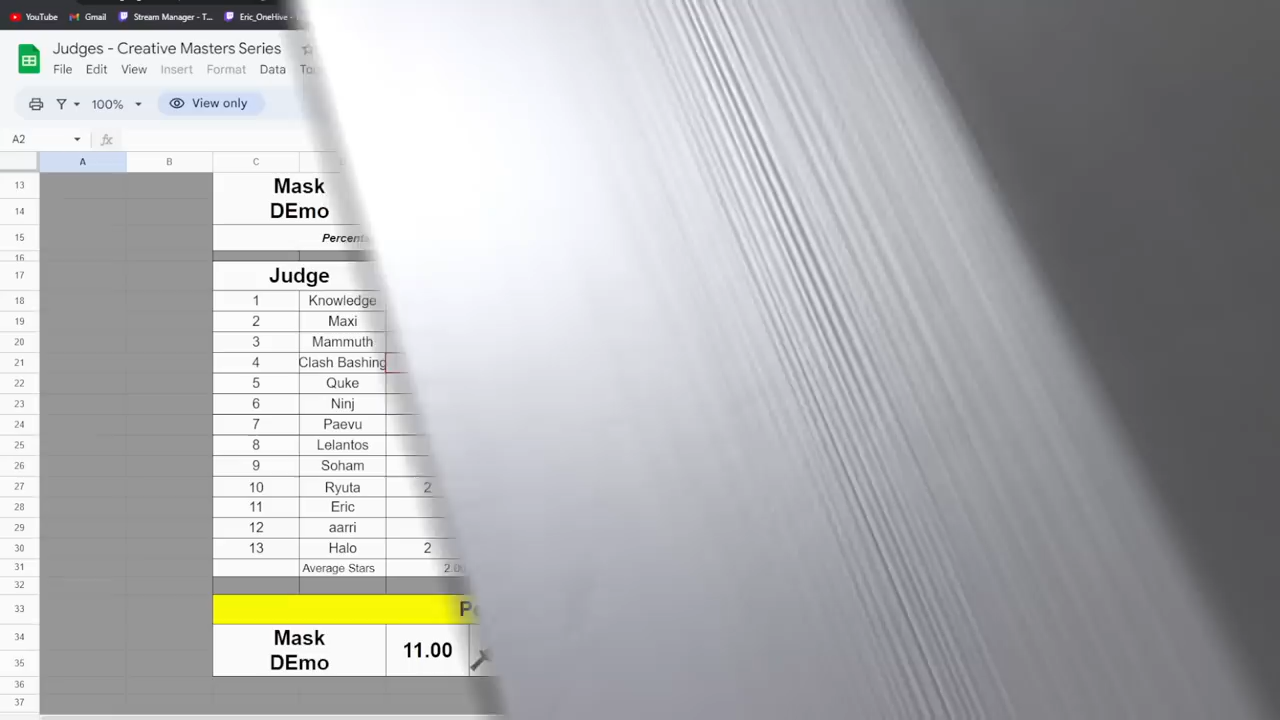 YouTube Gmail Stream Manager - T... Eric_OneHive -
Judges - Creative Masters Series
File Edit View Insert Format Data
100% View only
A2 fx
A B C
13 Mask
14 DEmo
15
16
17 Judge
18 1 Knowledge
19 2 Maxi
20 3 Mammuth
21 4 Clash Bashing
22 5 Quke
23 6 Ninj
24 7 Paevu
25 8 Lelantos
26 9 Soham
27 10 Ryuta 2
28 11 Eric
29 12 aarri
30 13 Halo 2
31 Average Stars
32
33
34 Mask 11.00
35 DEmo
36
37